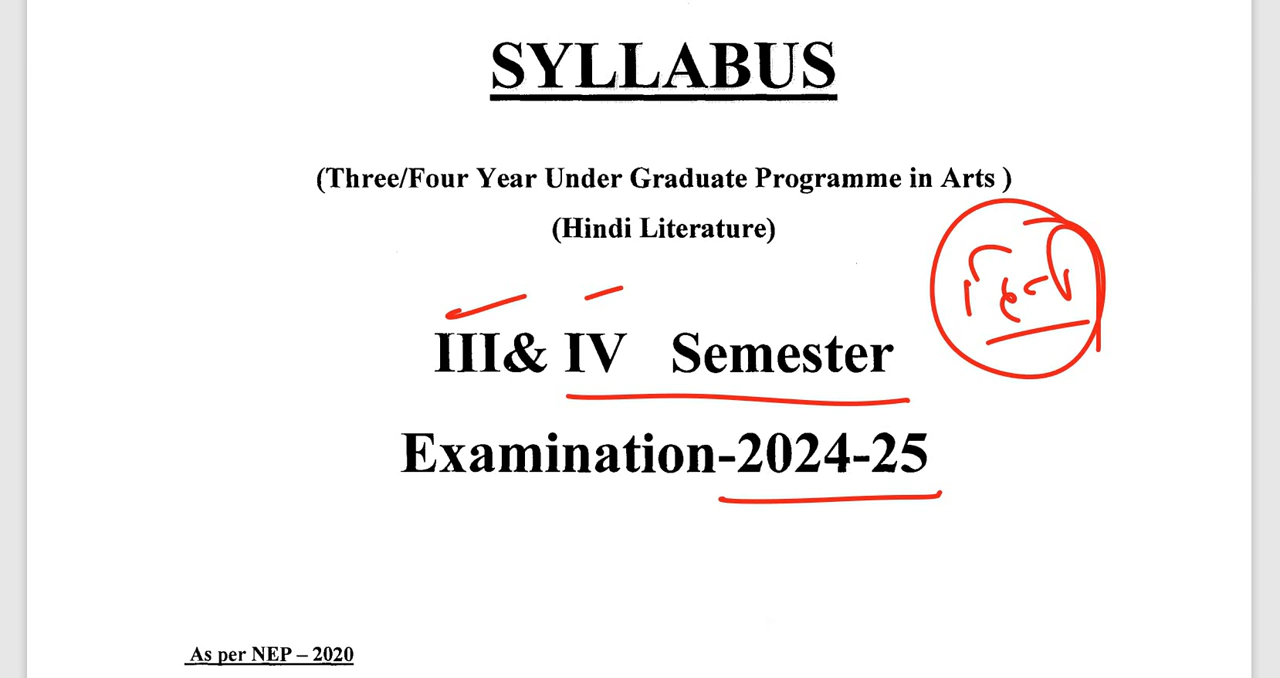 SYLLABUS
(Three/Four Year Under Graduate Programme in Arts )
(Hindi Literature)
हिन्दी
III& IV Semester
Examination-2024-25
As per NEP – 2020